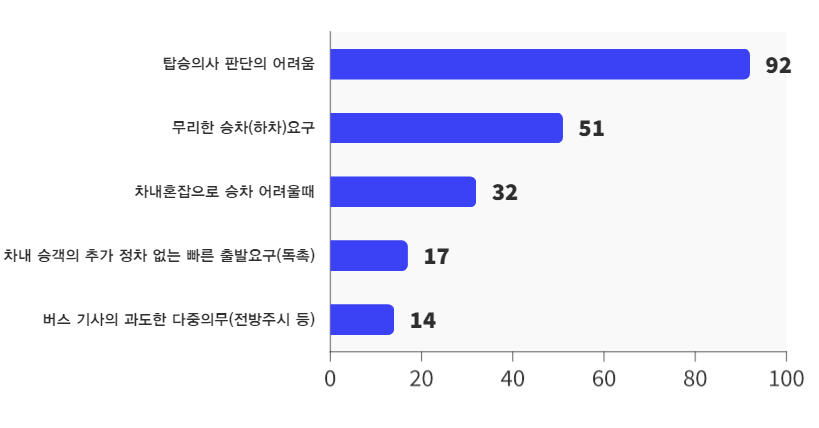 탑승의사 판단의 어려움 92
무리한 승차(하차)요구 51
차내혼잡으로 승차 어려울때 32
차내 승객의 추가 정차 없는 빠른 출발요구(독촉) 17
버스 기사의 과도한 다중의무(전방주시 등) 14
0 20 40 60 80 100